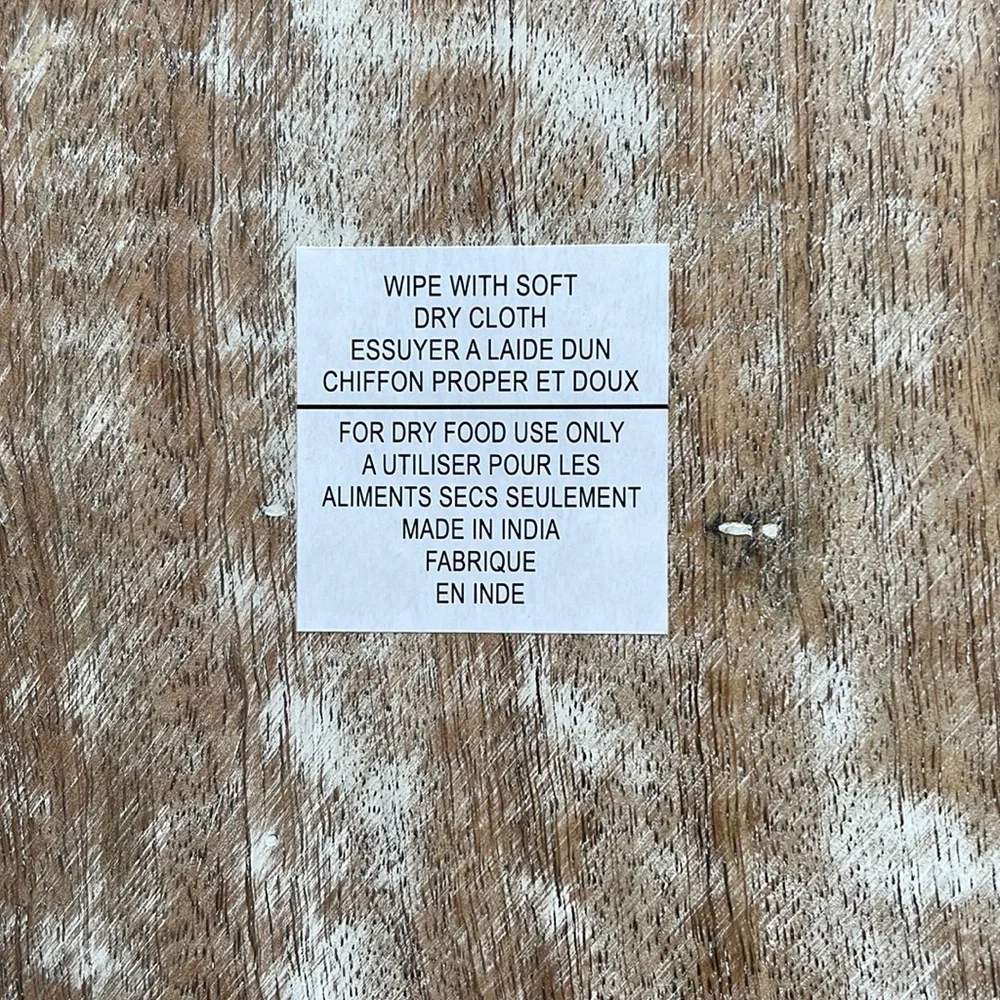 WIPE WITH SOFT
DRY CLOTH
ESSUYER A LAIDE DUN
CHIFFON PROPER ET DOUX
FOR DRY FOOD USE ONLY
A UTILISER POUR LES
ALIMENTS SECS SEULEMENT
MADE IN INDIA
FABRIQUE
EN INDE